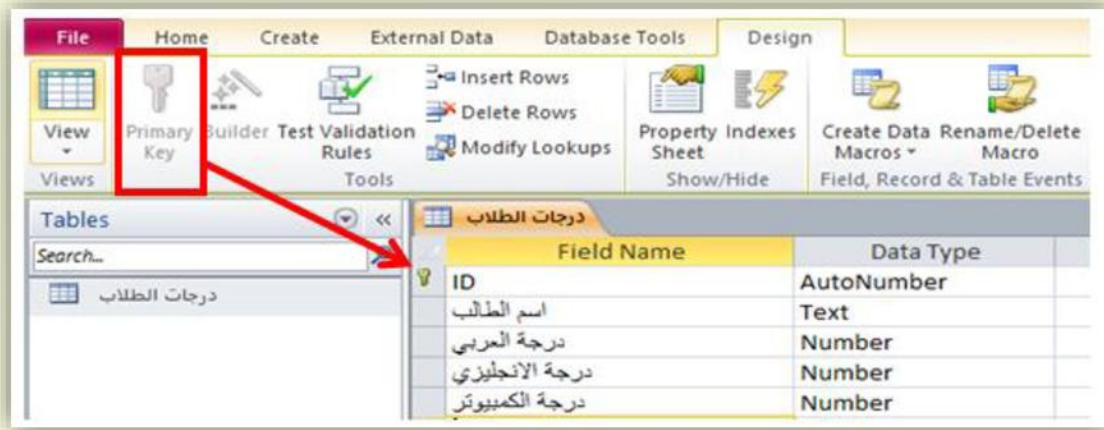 File Home Create External Data Database Tools Design
View
Primary Key
Builder
Test Validation Rules
Insert Rows
Delete Rows
Modify Lookups
Property Sheet
Indexes
Create Data Macros
Rename/Delete Macro
Views Tools Show/Hide Field, Record & Table Events
Tables
Search...
درجات الطلاب
درجات الطلاب
Field Name Data Type
ID AutoNumber
اسم الطالب Text
درجة العربي Number
درجة الانجليزي Number
درجة الكمبيوتر Number